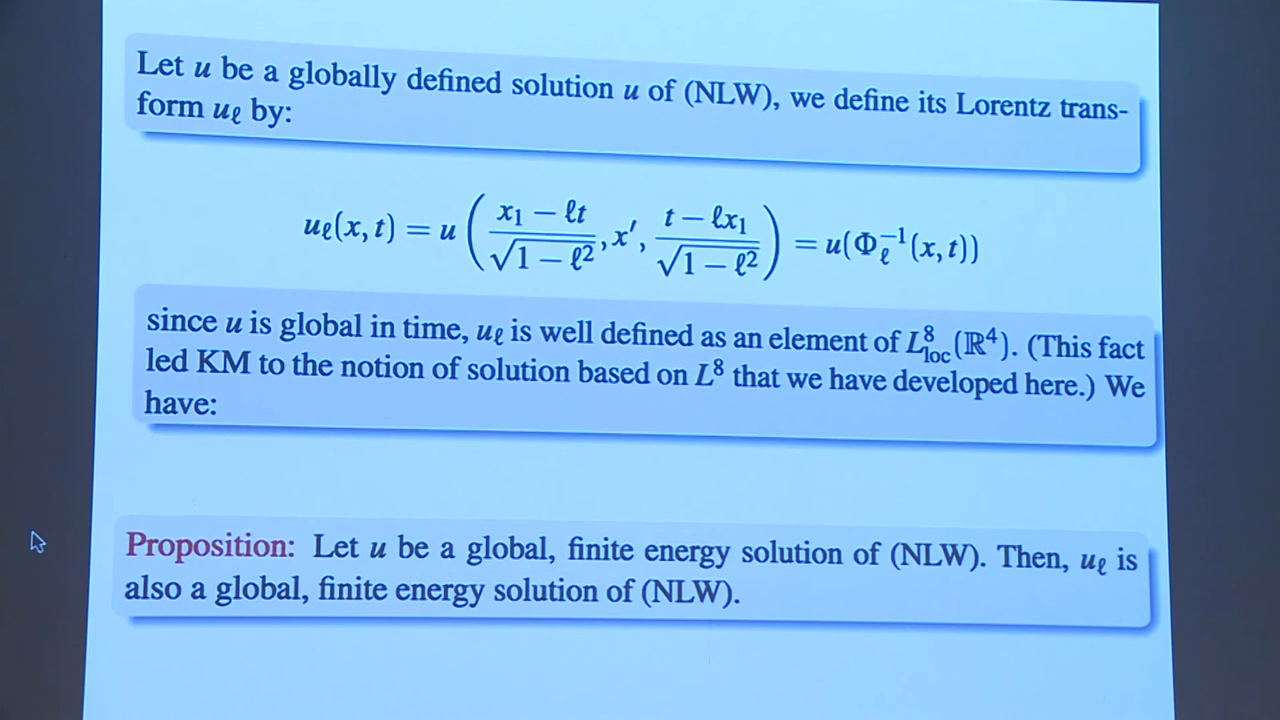 Let u be a globally defined solution u of (NLW), we define its Lorentz trans-
form uℓ by:
uℓ(x, t) = u ( (x₁ − ℓt)/√(1 − ℓ²), x′, (t − ℓx₁)/√(1 − ℓ²) ) = u(Φℓ⁻¹(x, t))
since u is global in time, uℓ is well defined as an element of L⁸loc(ℝ⁴). (This fact
led KM to the notion of solution based on L⁸ that we have developed here.) We
have:
Proposition: Let u be a global, finite energy solution of (NLW). Then, uℓ is
also a global, finite energy solution of (NLW).